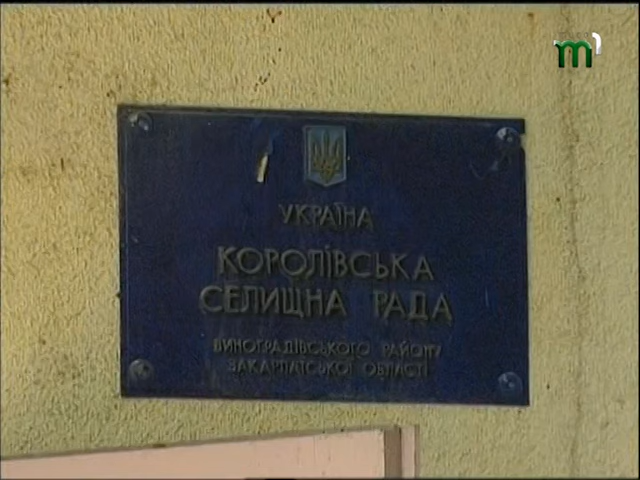 УКРАЇНА
КОРОЛІВСЬКА
СЕЛИЩНА РАДА
ВИНОГРАДІВСЬКОГО РАЙОНУ
ЗАКАРПАТСЬКОЇ ОБЛАСТІ